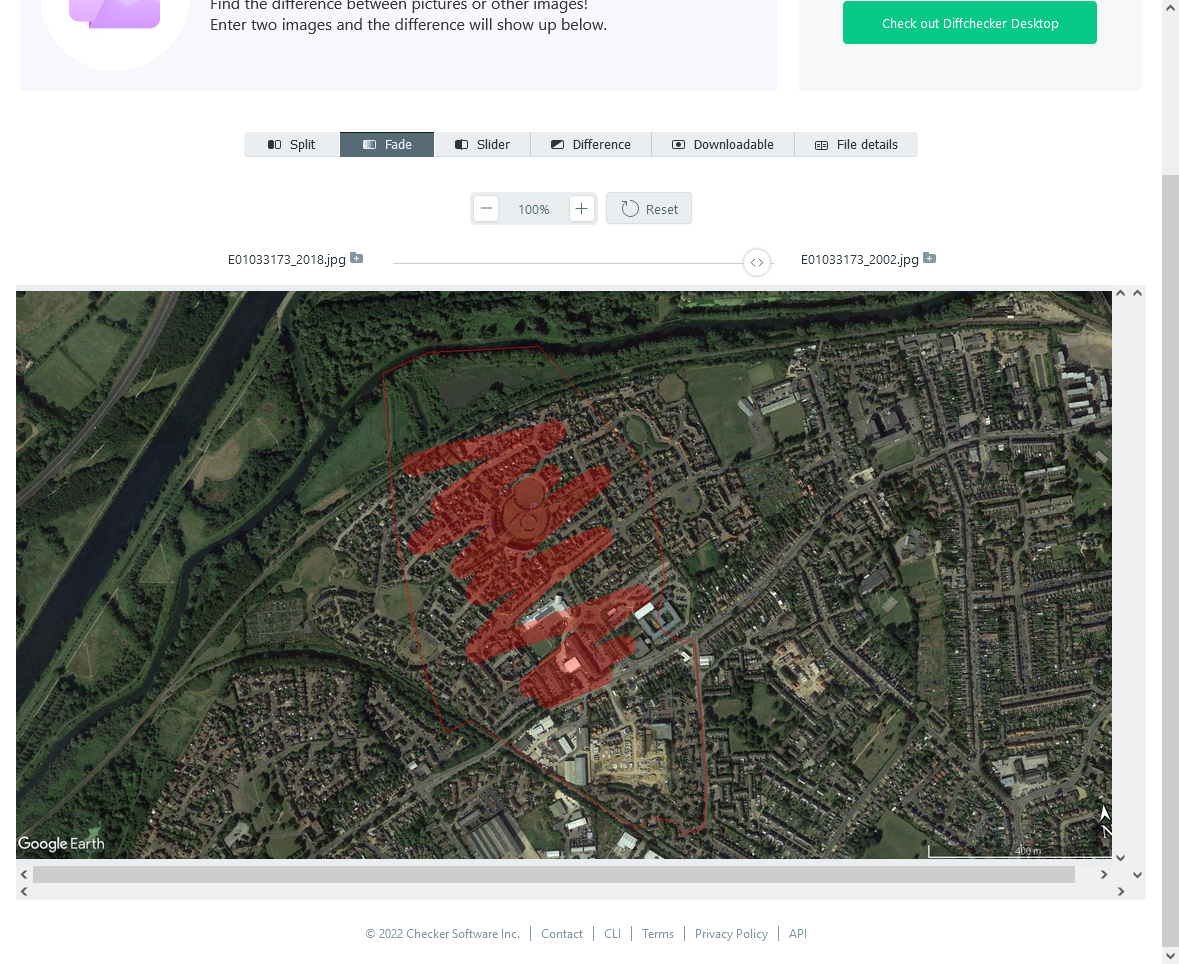 Find the difference between pictures or other images!
Enter two images and the difference will show up below.
Check out Diffchecker Desktop
Split
Fade
Slider
Difference
Downloadable
File details
100%
Reset
E01033173_2018.jpg
E01033173_2002.jpg
Google Earth
400 m
N
© 2022 Checker Software Inc.
Contact
CLI
Terms
Privacy Policy
API